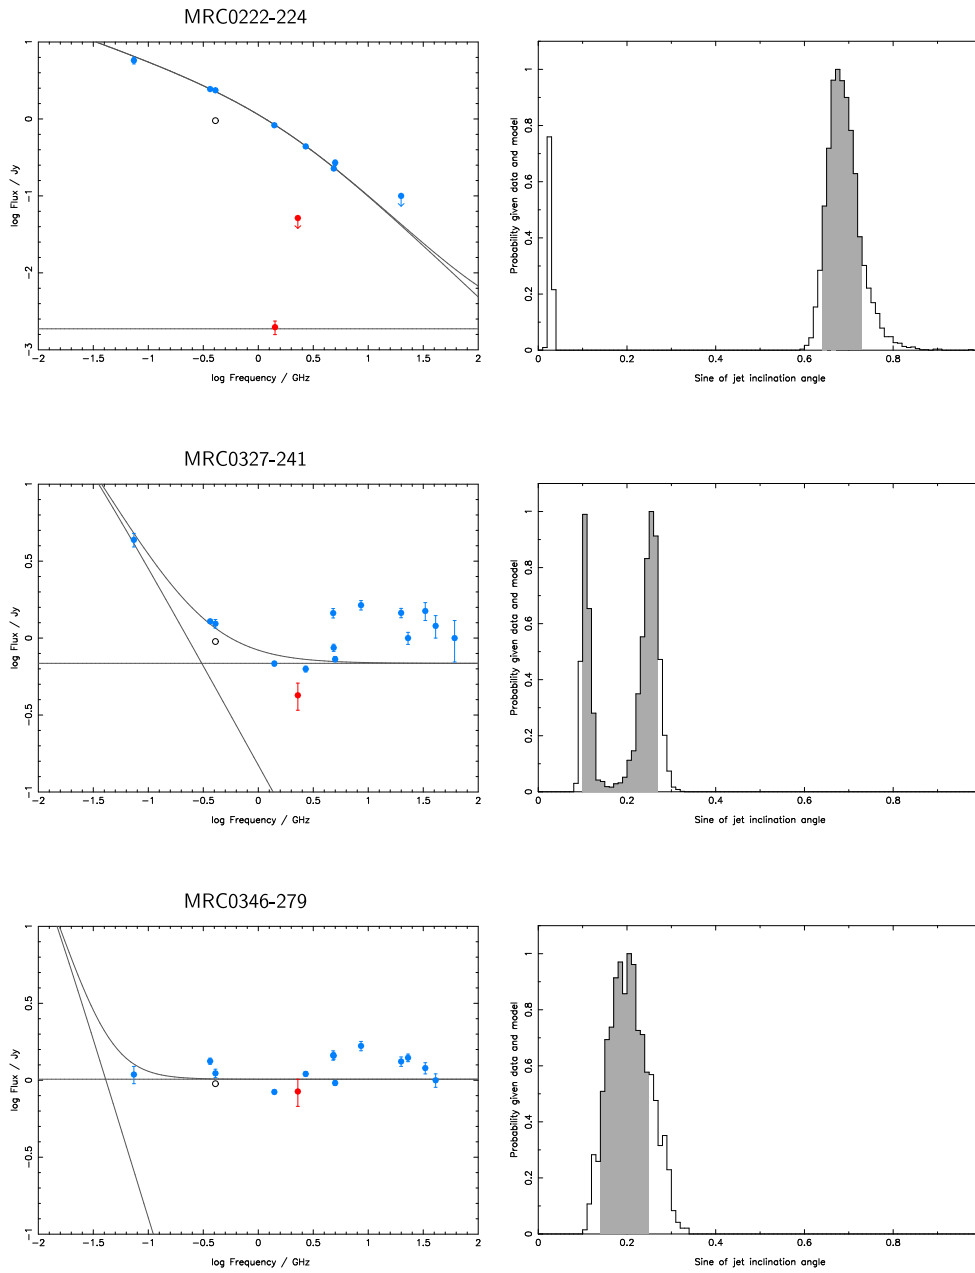 MRC0222-224
log Flux / Jy
1
0
−1
−2
−3
−2 −1.5 −1 −0.5 0 0.5 1 1.5 2
log Frequency / GHz
Probability given data and model
1
0.8
0.6
0.4
0.2
0
0 0.2 0.4 0.6 0.8
Sine of jet inclination angle
MRC0327-241
log Flux / Jy
1
0.5
0
−0.5
−1
−2 −1.5 −1 −0.5 0 0.5 1 1.5 2
log Frequency / GHz
Probability given data and model
1
0.8
0.6
0.4
0.2
0
0 0.2 0.4 0.6 0.8
Sine of jet inclination angle
MRC0346-279
log Flux / Jy
1
0.5
0
−0.5
−1
−2 −1.5 −1 −0.5 0 0.5 1 1.5 2
log Frequency / GHz
Probability given data and model
1
0.8
0.6
0.4
0.2
0
0 0.2 0.4 0.6 0.8
Sine of jet inclination angle